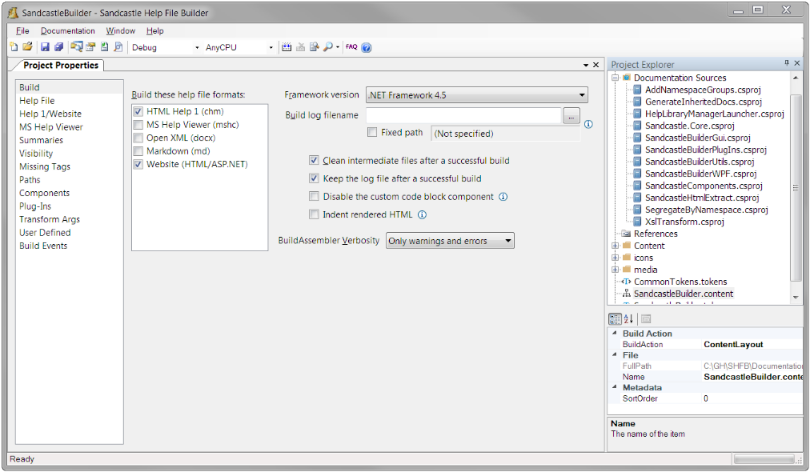 SandcastleBuilder - Sandcastle Help File Builder
File Documentation Window Help
Debug AnyCPU FAQ
Project Properties
Build
Help File
Help 1/Website
MS Help Viewer
Summaries
Visibility
Missing Tags
Paths
Components
Plug-Ins
Transform Args
User Defined
Build Events
Build these help file formats:
HTML Help 1 (chm)
MS Help Viewer (mshc)
Open XML (docx)
Markdown (md)
Website (HTML/ASP.NET)
Framework version .NET Framework 4.5
Build log filename ...
Fixed path (Not specified)
Clean intermediate files after a successful build
Keep the log file after a successful build
Disable the custom code block component
Indent rendered HTML
BuildAssembler Verbosity Only warnings and errors
Project Explorer
Documentation Sources
AddNamespaceGroups.csproj
GenerateInhertedDocs.csproj
HelpLibraryManagerLauncher.csproj
Sandcastle.Core.csproj
SandcastleBuilderGui.csproj
SandcastleBuilderPlugIns.csproj
SandcastleBuilderUtils.csproj
SandcastleBuilderWPF.csproj
SandcastleComponents.csproj
SandcastleHtmlExtract.csproj
SegregateByNamespace.csproj
XslTransform.csproj
References
Content
icons
media
CommonTokens.tokens
SandcastleBuilder.content
Build Action
BuildAction ContentLayout
File
FullPath C:\GH\SHFB\Documentation
Name SandcastleBuilder.conte
Metadata
SortOrder 0
Name
The name of the item
Ready